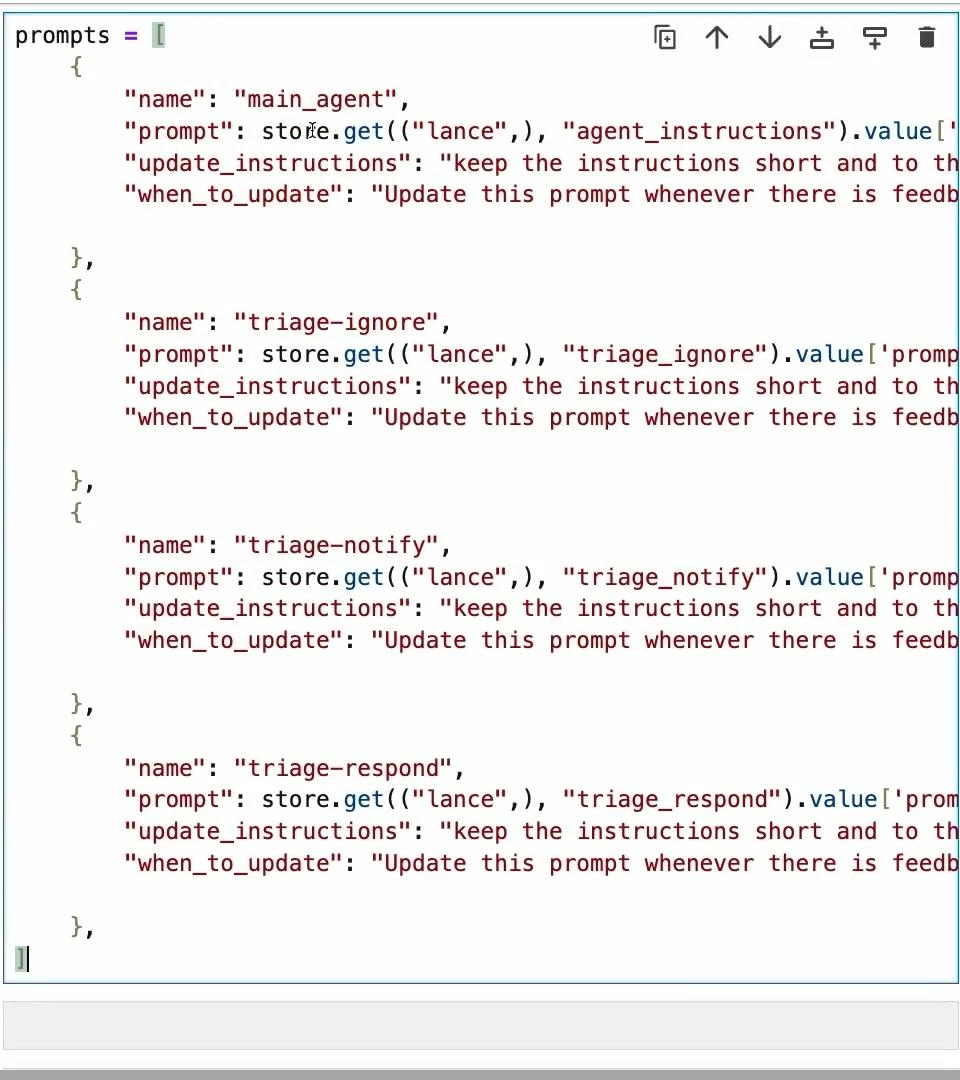 prompts = [
    {
        "name": "main_agent",
        "prompt": store.get(("lance",), "agent_instructions").value['
        "update_instructions": "keep the instructions short and to th
        "when_to_update": "Update this prompt whenever there is feedb
    },
    {
        "name": "triage-ignore",
        "prompt": store.get(("lance",), "triage_ignore").value['promp
        "update_instructions": "keep the instructions short and to th
        "when_to_update": "Update this prompt whenever there is feedb
    },
    {
        "name": "triage-notify",
        "prompt": store.get(("lance",), "triage_notify").value['promp
        "update_instructions": "keep the instructions short and to th
        "when_to_update": "Update this prompt whenever there is feedb
    },
    {
        "name": "triage-respond",
        "prompt": store.get(("lance",), "triage_respond").value['prom
        "update_instructions": "keep the instructions short and to th
        "when_to_update": "Update this prompt whenever there is feedb
    },
]